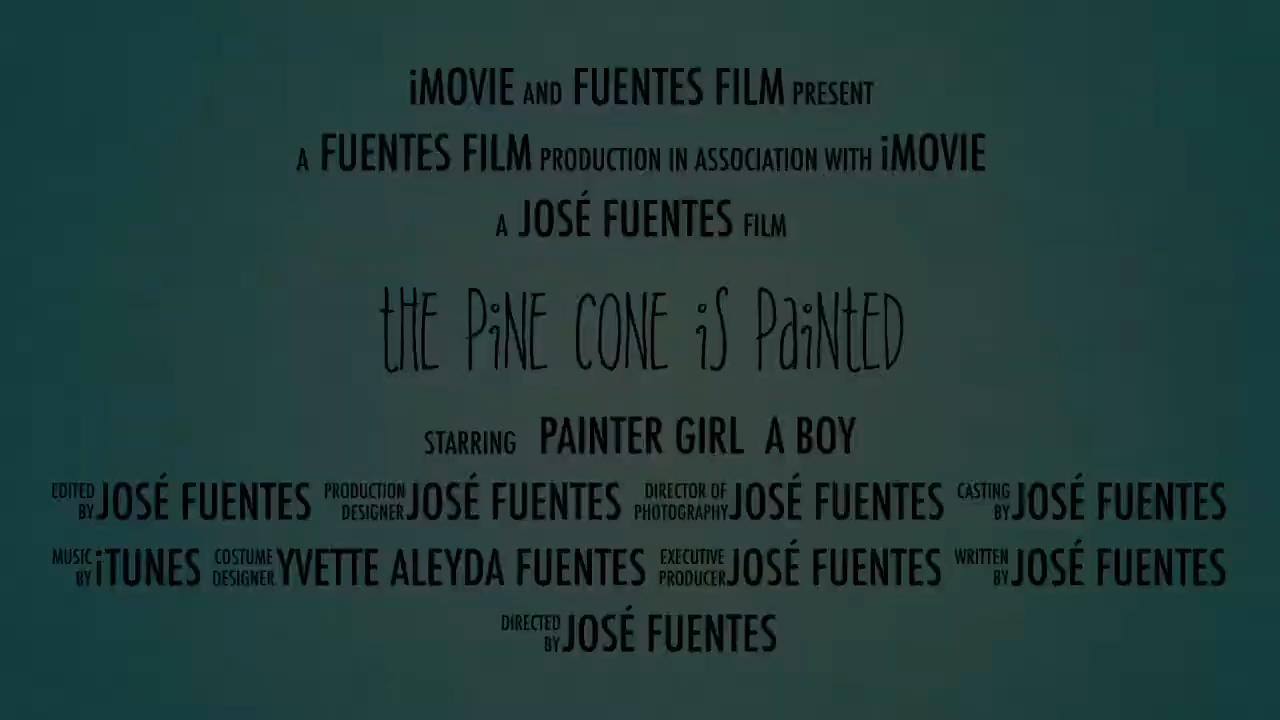 iMOVIE AND FUENTES FILM PRESENT
A FUENTES FILM PRODUCTION IN ASSOCIATION WITH iMOVIE
A JOSÉ FUENTES FILM
tHE PiNE CONE iS PaiNtED
STARRING PAINTER GIRL A BOY
EDITED BY JOSÉ FUENTES PRODUCTION DESIGNER JOSÉ FUENTES DIRECTOR OF PHOTOGRAPHY JOSÉ FUENTES CASTING BY JOSÉ FUENTES
MUSIC BY iTUNES COSTUME DESIGNER YVETTE ALEYDA FUENTES EXECUTIVE PRODUCER JOSÉ FUENTES WRITTEN BY JOSÉ FUENTES
DIRECTED BY JOSÉ FUENTES